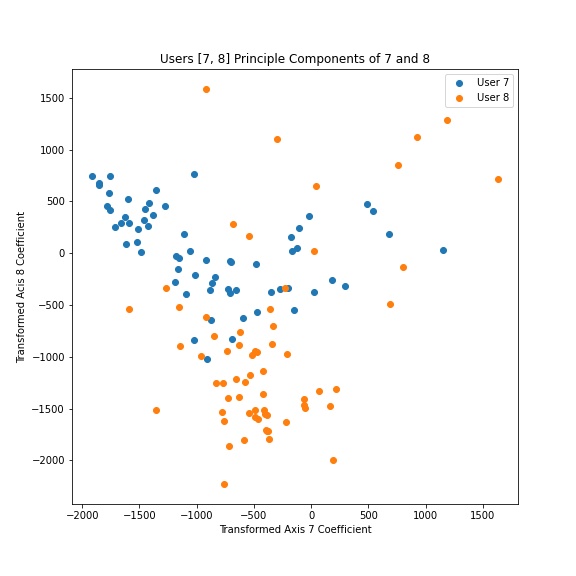 Users [7, 8] Principle Components of 7 and 8
User 7
User 8
1500
1000
500
0
−500
−1000
−1500
−2000
Transformed Acis 8 Coefficient
−2000 −1500 −1000 −500 0 500 1000 1500
Transformed Axis 7 Coefficient